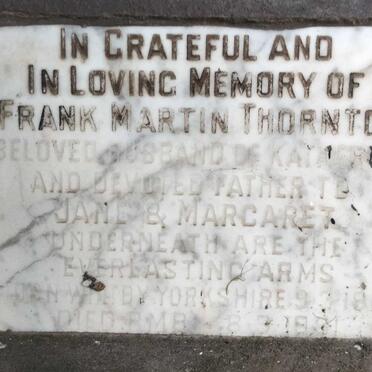 IN GRATEFUL AND
IN LOVING MEMORY OF
FRANK MARTIN THORNTO
BELOVED HUSBAND OF
AND DEVOTED FATHER TO
JANE & MARGARET
UNDERNEATH ARE THE
EVERLASTING ARMS
YORKSHIRE
DIED